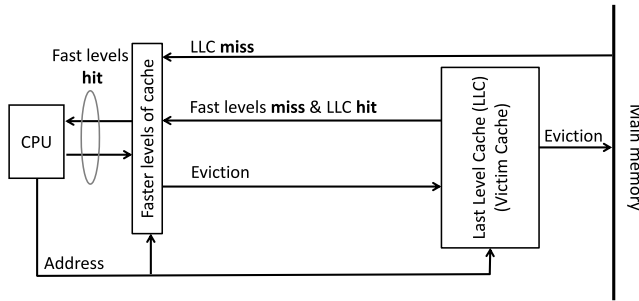 Fast levels
hit
LLC miss
Fast levels miss & LLC hit
CPU
Faster levels of cache
Eviction
Last Level Cache (LLC)
(Victim Cache)
Eviction
Main memory
Address